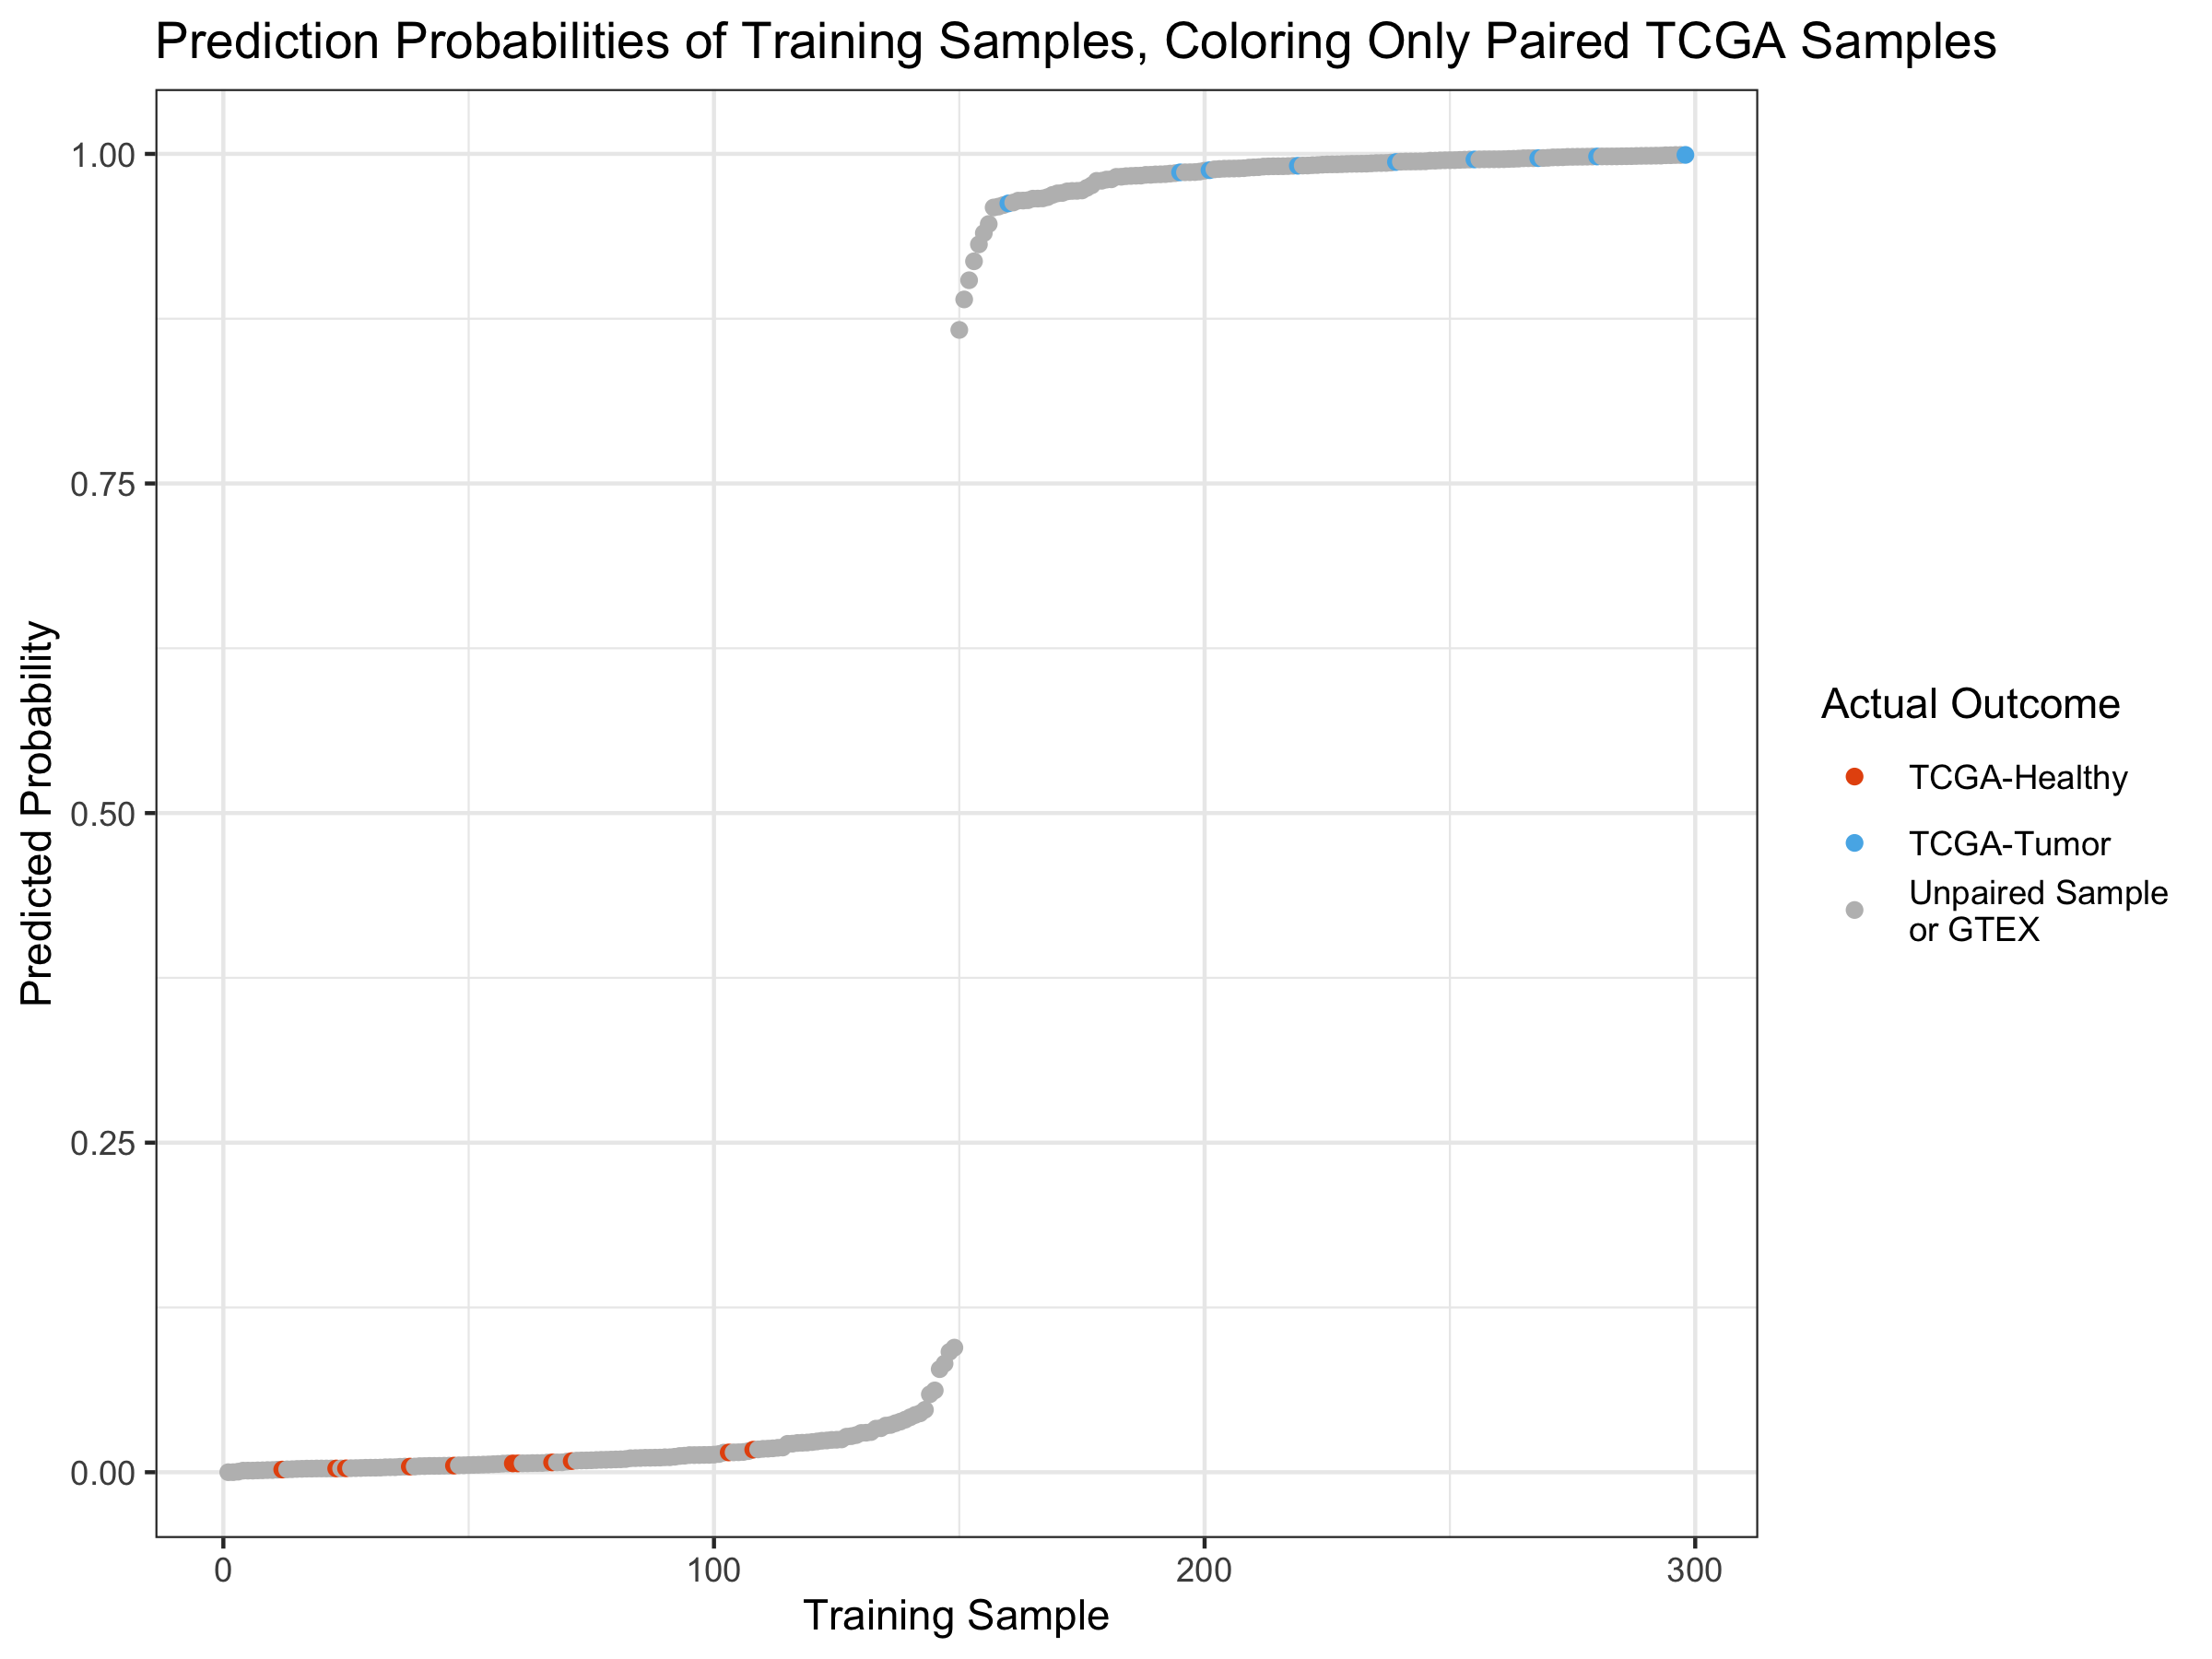 Prediction Probabilities of Training Samples, Coloring Only Paired TCGA Samples
1.00
0.75
0.50
0.25
0.00
Predicted Probability
0
100
200
300
Training Sample
Actual Outcome
TCGA-Healthy
TCGA-Tumor
Unpaired Sample
or GTEX